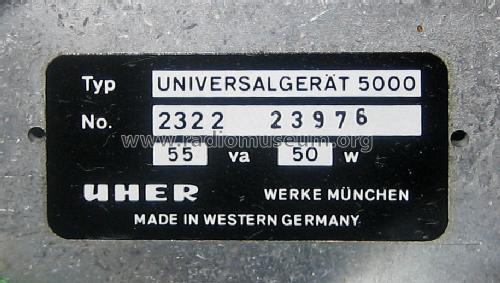 Typ UNIVERSALGERÄT 5000
No. 2322 23976
www.radiomuseum.org
55 va 50 w
UHER WERKE MÜNCHEN
MADE IN WESTERN GERMANY